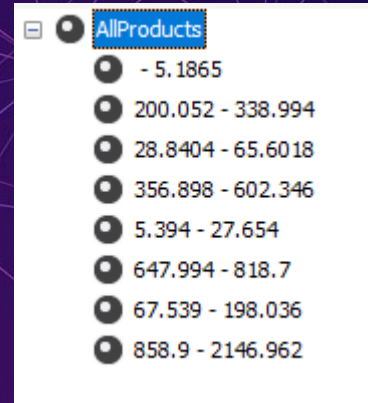 AllProducts
- 5.1865
200.052 - 338.994
28.8404 - 65.6018
356.898 - 602.346
5.394 - 27.654
647.994 - 818.7
67.539 - 198.036
858.9 - 2146.962